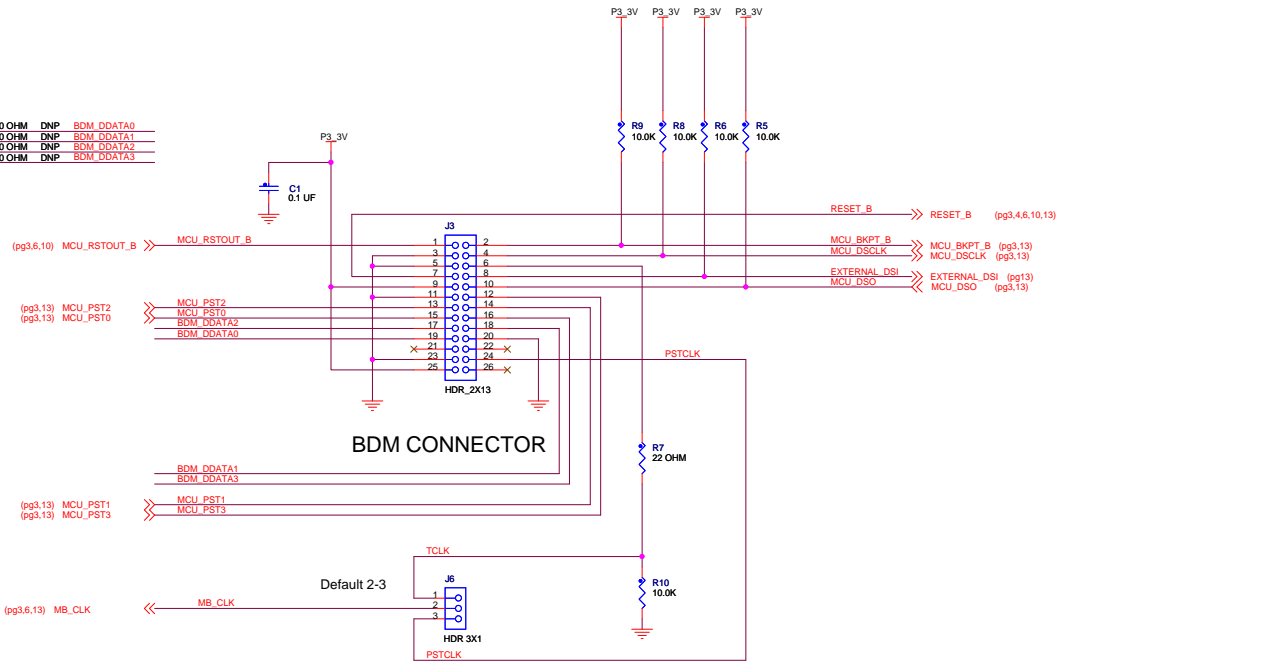 P3_3V P3_3V P3_3V P3_3V
0 OHM DNP BDM_DDATA0
0 OHM DNP BDM_DDATA1
0 OHM DNP BDM_DDATA2
0 OHM DNP BDM_DDATA3
P3_3V
R9 10.0K
R8 10.0K
R6 10.0K
R5 10.0K
C1
0.1 UF
RESET_B RESET_B (pg3,4,6,10,13)
J3
(pg3,6,10) MCU_RSTOUT_B MCU_RSTOUT_B
1 2
3 4
5 6
7 8
9 10
11 12
13 14
15 16
17 18
19 20
21 22
23 24
25 26
MCU_BKPT_B MCU_BKPT_B (pg3,13)
MCU_DSCLK MCU_DSCLK (pg3,13)
EXTERNAL_DSI EXTERNAL_DSI (pg13)
MCU_DSO MCU_DSO (pg3,13)
(pg3,13) MCU_PST2 MCU_PST2
(pg3,13) MCU_PST0 MCU_PST0
BDM_DDATA2
BDM_DDATA0
PSTCLK
HDR_2X13
BDM CONNECTOR
R7
22 OHM
BDM_DDATA1
BDM_DDATA3
(pg3,13) MCU_PST1 MCU_PST1
(pg3,13) MCU_PST3 MCU_PST3
TCLK
Default 2-3
J6
R10
10.0K
1
2
3
(pg3,6,13) MB_CLK MB_CLK
HDR 3X1
PSTCLK